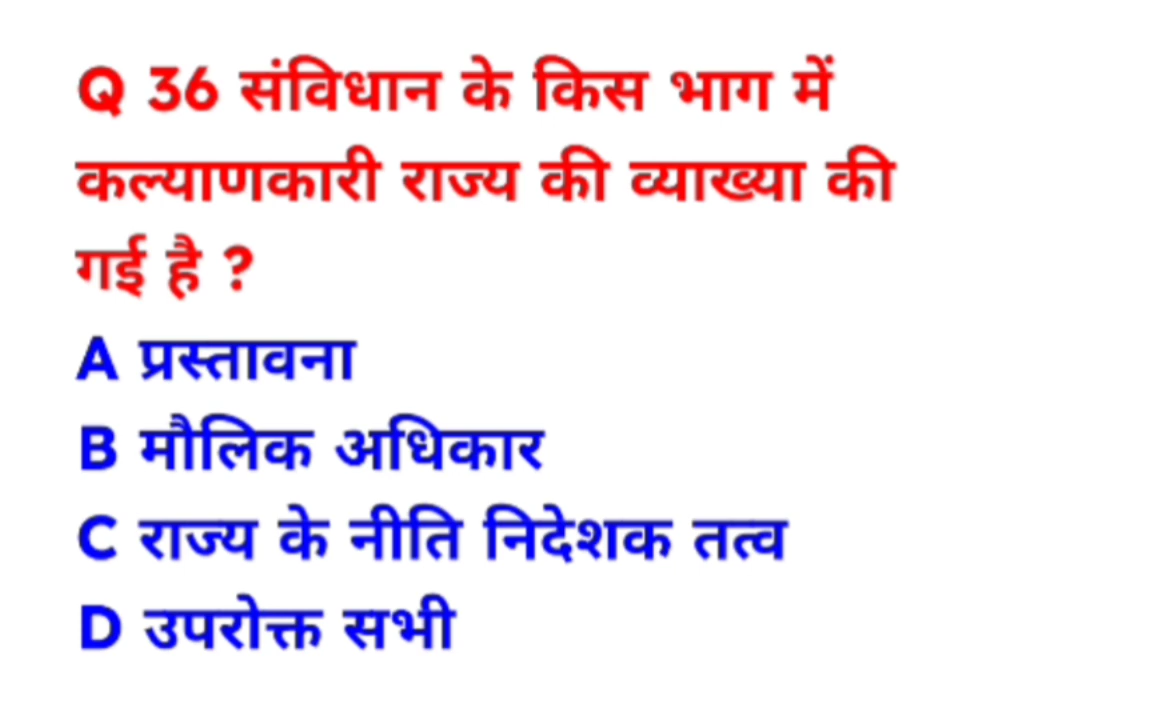 Q 36 संविधान के किस भाग में
कल्याणकारी राज्य की व्याख्या की
गई है ?
A प्रस्तावना
B मौलिक अधिकार
C राज्य के नीति निदेशक तत्व
D उपरोक्त सभी